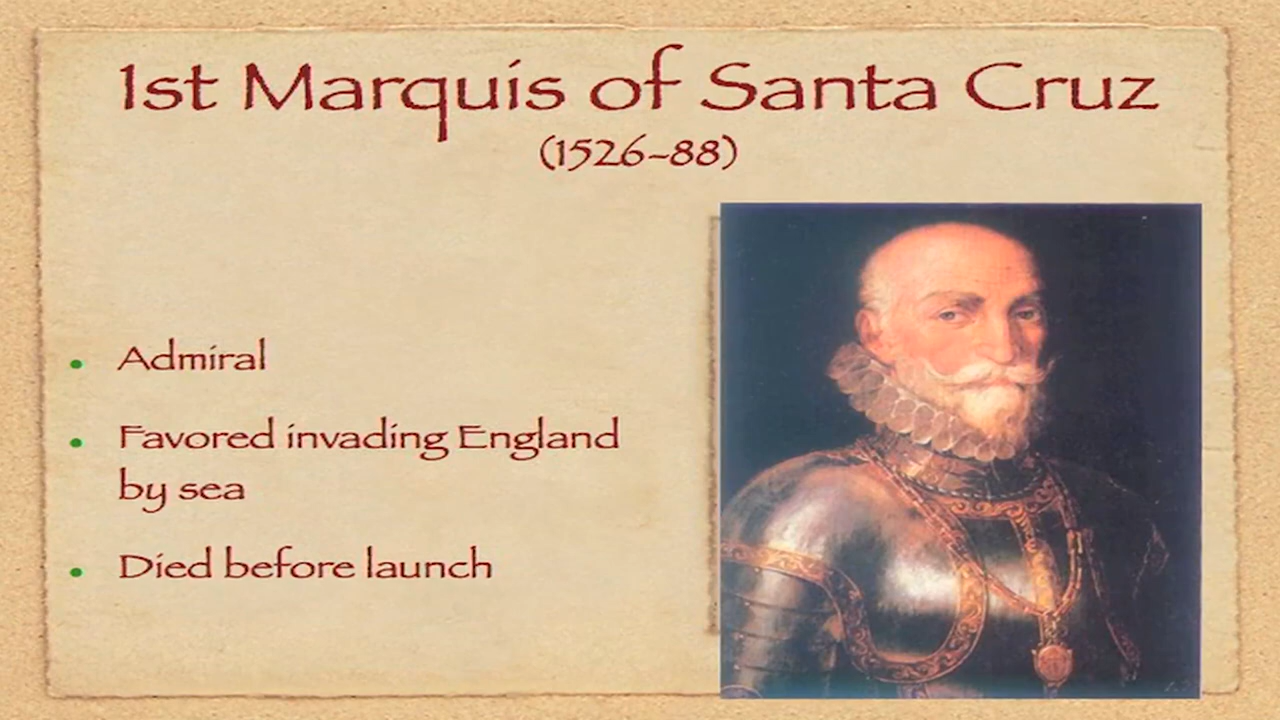 1st Marquis of Santa Cruz
(1526-88)
• Admiral
• Favored invading England
by sea
• Died before launch